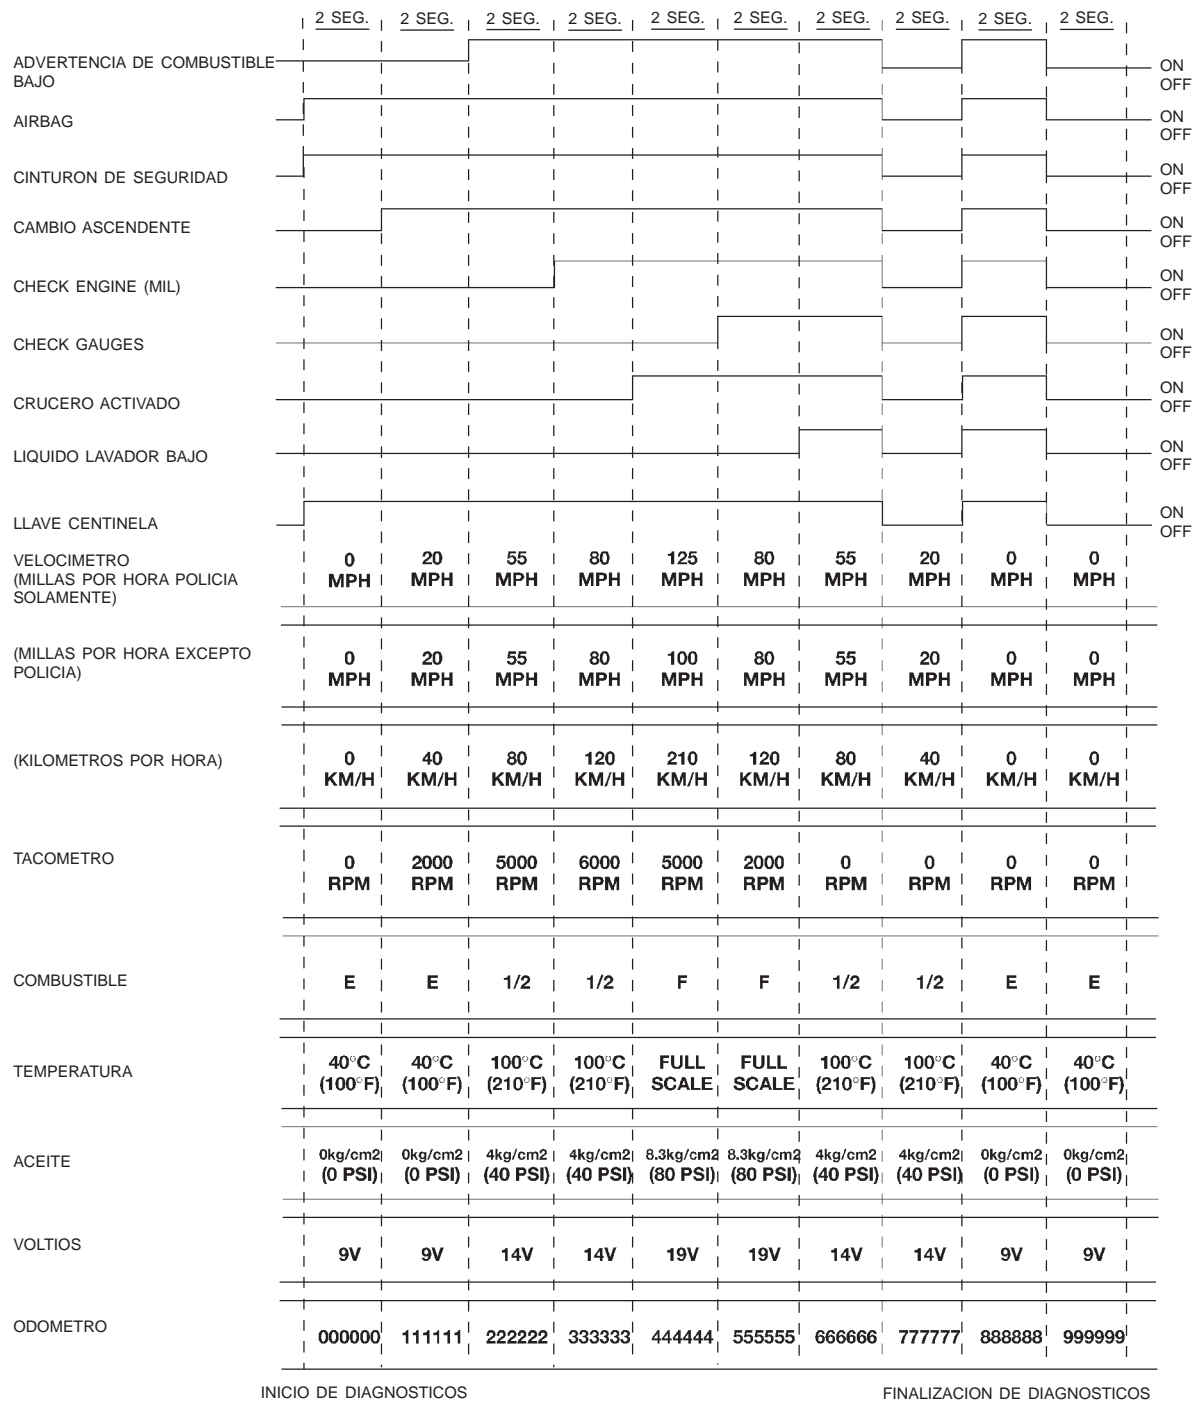 2 SEG. 2 SEG. 2 SEG. 2 SEG. 2 SEG. 2 SEG. 2 SEG. 2 SEG. 2 SEG. 2 SEG.
ADVERTENCIA DE COMBUSTIBLE
BAJO
ON
OFF
AIRBAG
ON
OFF
CINTURON DE SEGURIDAD
ON
OFF
CAMBIO ASCENDENTE
ON
OFF
CHECK ENGINE (MIL)
ON
OFF
CHECK GAUGES
ON
OFF
CRUCERO ACTIVADO
ON
OFF
LIQUIDO LAVADOR BAJO
ON
OFF
LLAVE CENTINELA
ON
OFF
VELOCIMETRO
(MILLAS POR HORA POLICIA
SOLAMENTE)
0 20 55 80 125 80 55 20 0 0
MPH MPH MPH MPH MPH MPH MPH MPH MPH MPH
(MILLAS POR HORA EXCEPTO
POLICIA)
0 20 55 80 100 80 55 20 0 0
MPH MPH MPH MPH MPH MPH MPH MPH MPH MPH
(KILOMETROS POR HORA)
0 40 80 120 210 120 80 40 0 0
KM/H KM/H KM/H KM/H KM/H KM/H KM/H KM/H KM/H KM/H
TACOMETRO
0 2000 5000 6000 5000 2000 0 0 0 0
RPM RPM RPM RPM RPM RPM RPM RPM RPM RPM
COMBUSTIBLE
E E 1/2 1/2 F F 1/2 1/2 E E
TEMPERATURA
40°C 40°C 100°C 100°C FULL FULL 100°C 100°C 40°C 40°C
(100°F) (100°F) (210°F) (210°F) SCALE SCALE (210°F) (210°F) (100°F) (100°F)
ACEITE
0kg/cm2 0kg/cm2 4kg/cm2 4kg/cm2 8.3kg/cm2 8.3kg/cm2 4kg/cm2 4kg/cm2 0kg/cm2 0kg/cm2
(0 PSI) (0 PSI) (40 PSI) (40 PSI) (80 PSI) (80 PSI) (40 PSI) (40 PSI) (0 PSI) (0 PSI)
VOLTIOS
9V 9V 14V 14V 19V 19V 14V 14V 9V 9V
ODOMETRO
000000 111111 222222 333333 444444 555555 666666 777777 888888 999999
INICIO DE DIAGNOSTICOS
FINALIZACION DE DIAGNOSTICOS